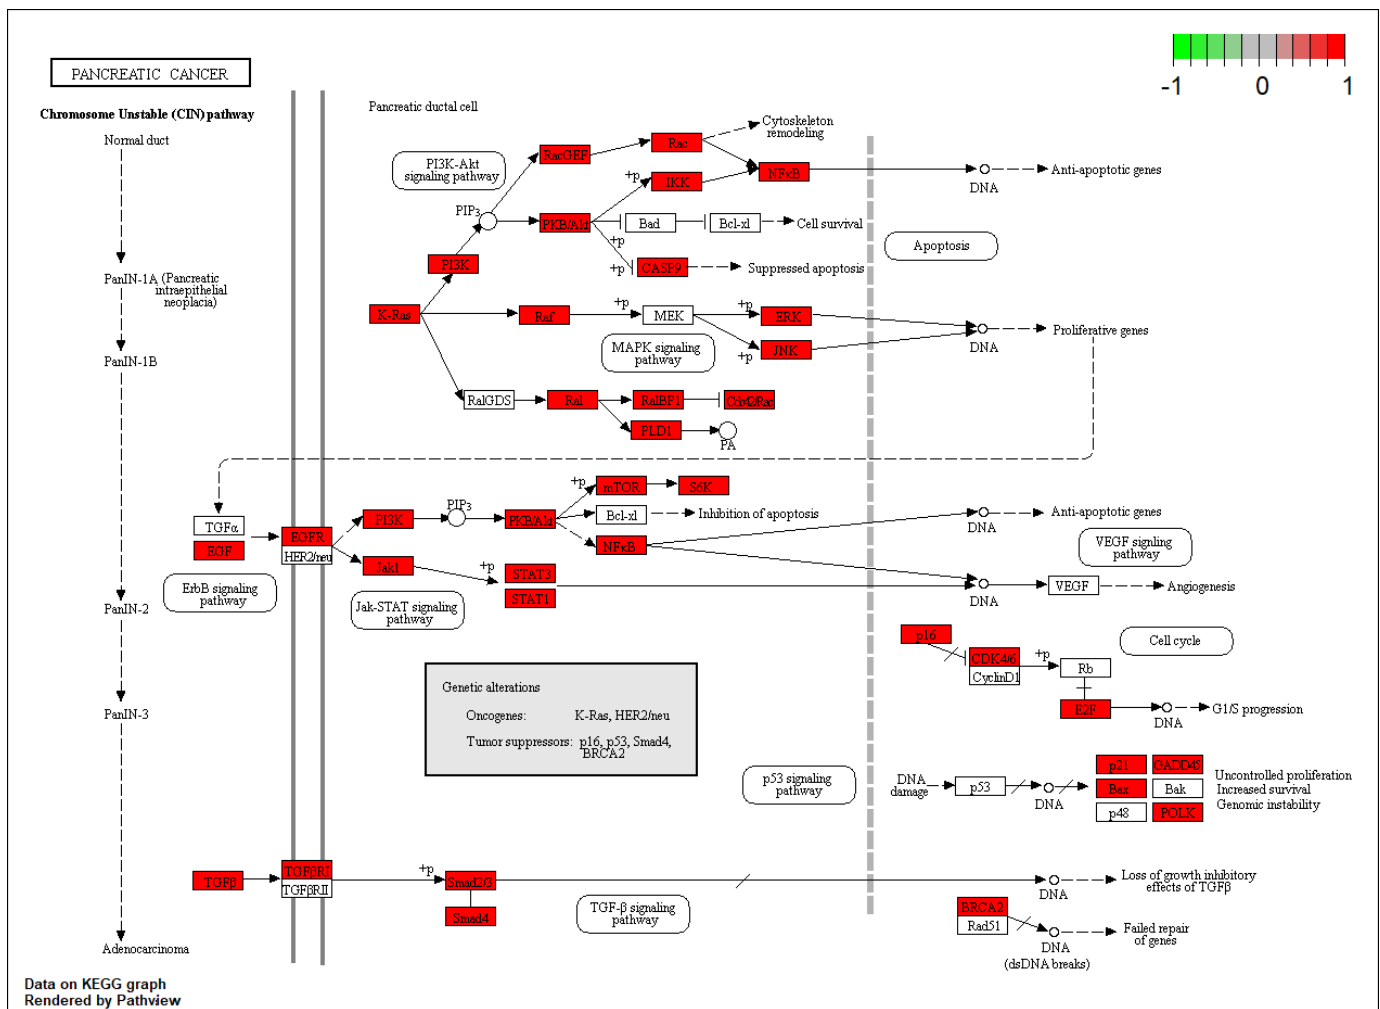 PANCREATIC CANCER
-1 0 1
Chromosome Unstable (CIN) pathway
Pancreatic ductal cell
Normal duct
Cytoskeleton
remodeling
RacGEF
Rac
PI3K-Akt
signaling pathway
NFκB
DNA
Anti-apoptotic genes
+p
IKK
PIP3
PKB/Akt
Bad
Bcl-xl
Cell survival
Apoptosis
+p
+p
CASP9
Suppressed apoptosis
PI3K
PanIN-1A (Pancreatic
intraepithelial
neoplacia)
K-Ras
Raf
+p
MEK
+p
ERK
DNA
Proliferative genes
MAPK signaling
pathway
+p
JNK
PanIN-1B
RalGDS
Ral
RalBP1
Cdc42/Rac
PLD1
PA
+p
mTOR
S6K
TGFα
EGF
EGFR
HER2/neu
PI3K
PIP3
PKB/Akt
Bcl-xl
Inhibition of apoptosis
NFκB
DNA
Anti-apoptotic genes
VEGF signling
pathway
Jak1
+p
STAT3
STAT1
DNA
VEGF
Angiogenesis
ErbB signaling
pathway
Jak-STAT signaling
pathway
PanIN-2
p16
CDK4/6
CyclinD1
+p
Rb
Cell cycle
E2F
DNA
G1/S progression
Genetic alterations
Oncogenes: K-Ras, HER2/neu
Tumor suppressors: p16, p53, Smad4,
BRCA2
PanIN-3
p53 signaling
pathway
DNA
damage
p53
DNA
p21
GADD45
Bax
Bak
p48
POLK
Uncontrolled proliferation
Increased survival
Genomic instability
TGFβ
TGFβRI
TGFβRII
+p
Smad2/3
Smad4
TGF-β signaling
pathway
DNA
Loss of growth inhibitory
effects of TGFβ
BRCA2
Rad51
DNA
(dsDNA breaks)
Failed repair
of genes
Adenocarcinoma
Data on KEGG graph
Rendered by Pathview